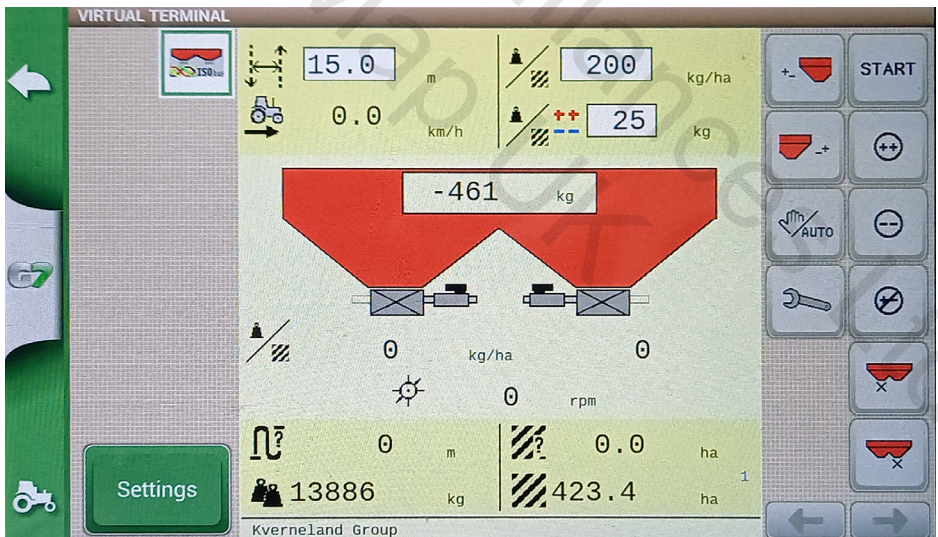 VIRTUAL TERMINAL
ISObus
15.0 m
200 kg/ha
0.0 km/h
25 kg
-461 kg
0 kg/ha 0
0 rpm
0 m
0.0 ha
13886 kg
423.4 ha
1
Kverneland Group
Settings
G7
START
AUTO